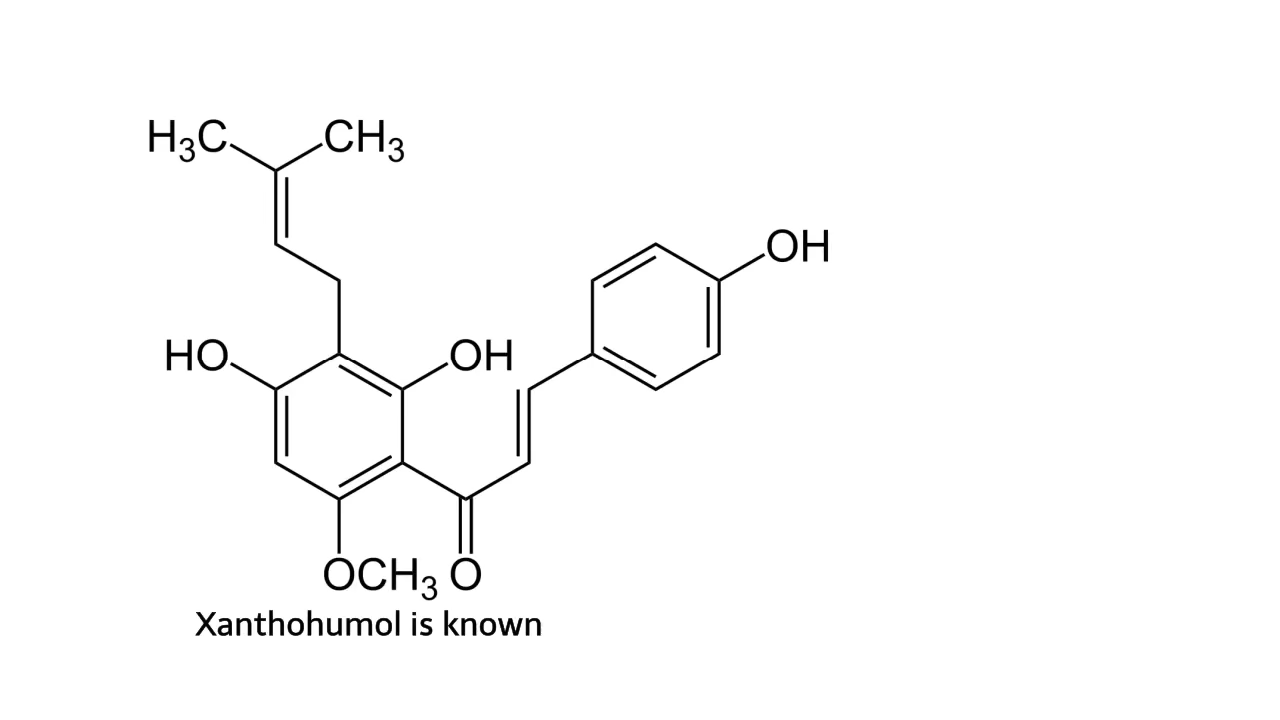 H3C CH3
OH
HO OH
OCH3 O
Xanthohumol is known